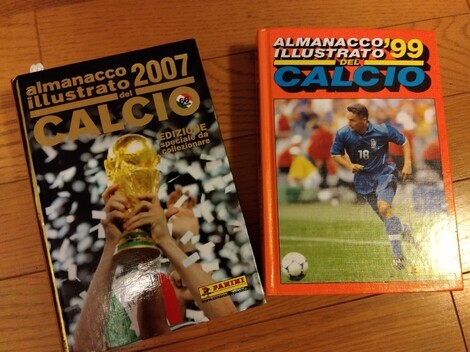 almanacco
illustrato 2007
del
CALCIO
EDIZIONE
speciale da
collezionare
PANINI
ALMANACCO
ILLUSTRATO '99
DEL
CALCIO
18